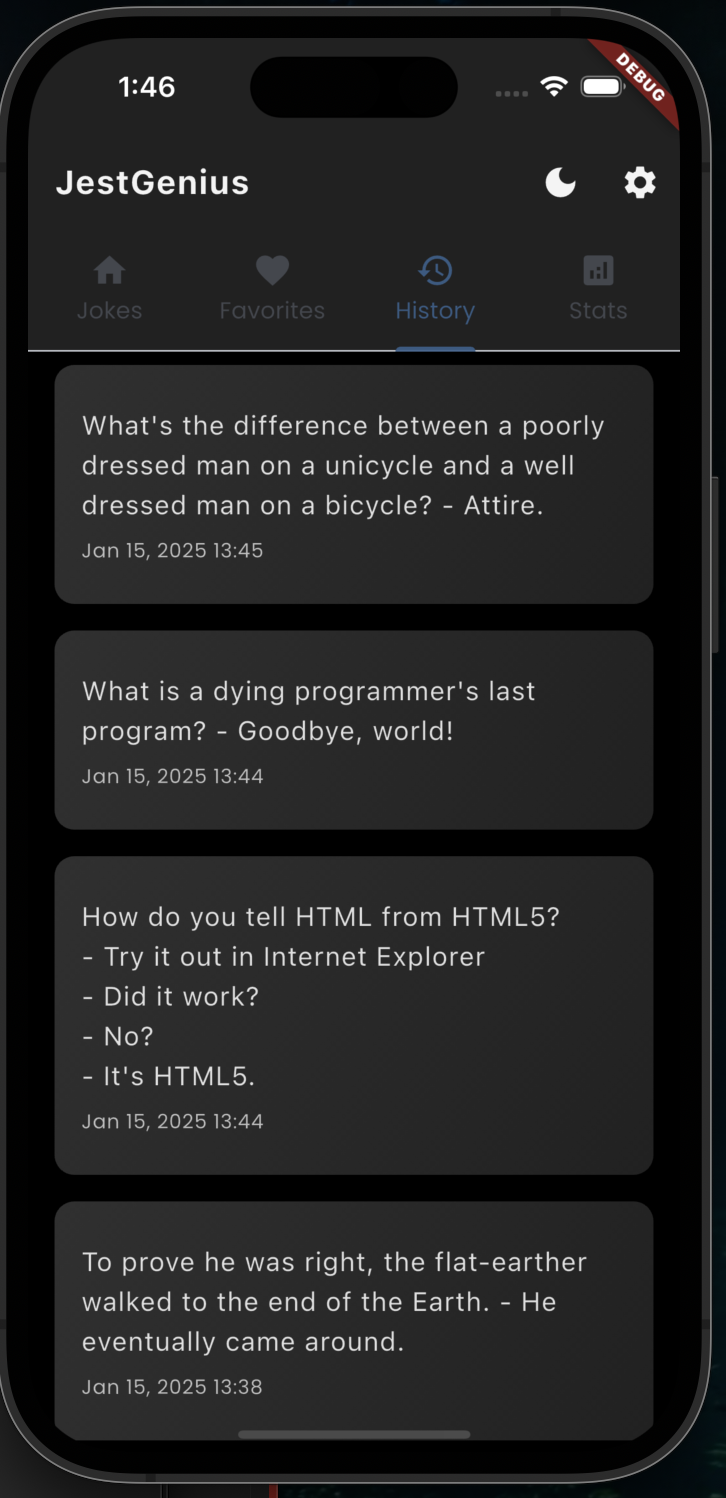 1:46
DEBUG
JestGenius
Jokes
Favorites
History
Stats
What's the difference between a poorly
dressed man on a unicycle and a well
dressed man on a bicycle? - Attire.
Jan 15, 2025 13:45
What is a dying programmer's last
program? - Goodbye, world!
Jan 15, 2025 13:44
How do you tell HTML from HTML5?
- Try it out in Internet Explorer
- Did it work?
- No?
- It's HTML5.
Jan 15, 2025 13:44
To prove he was right, the flat-earther
walked to the end of the Earth. - He
eventually came around.
Jan 15, 2025 13:38